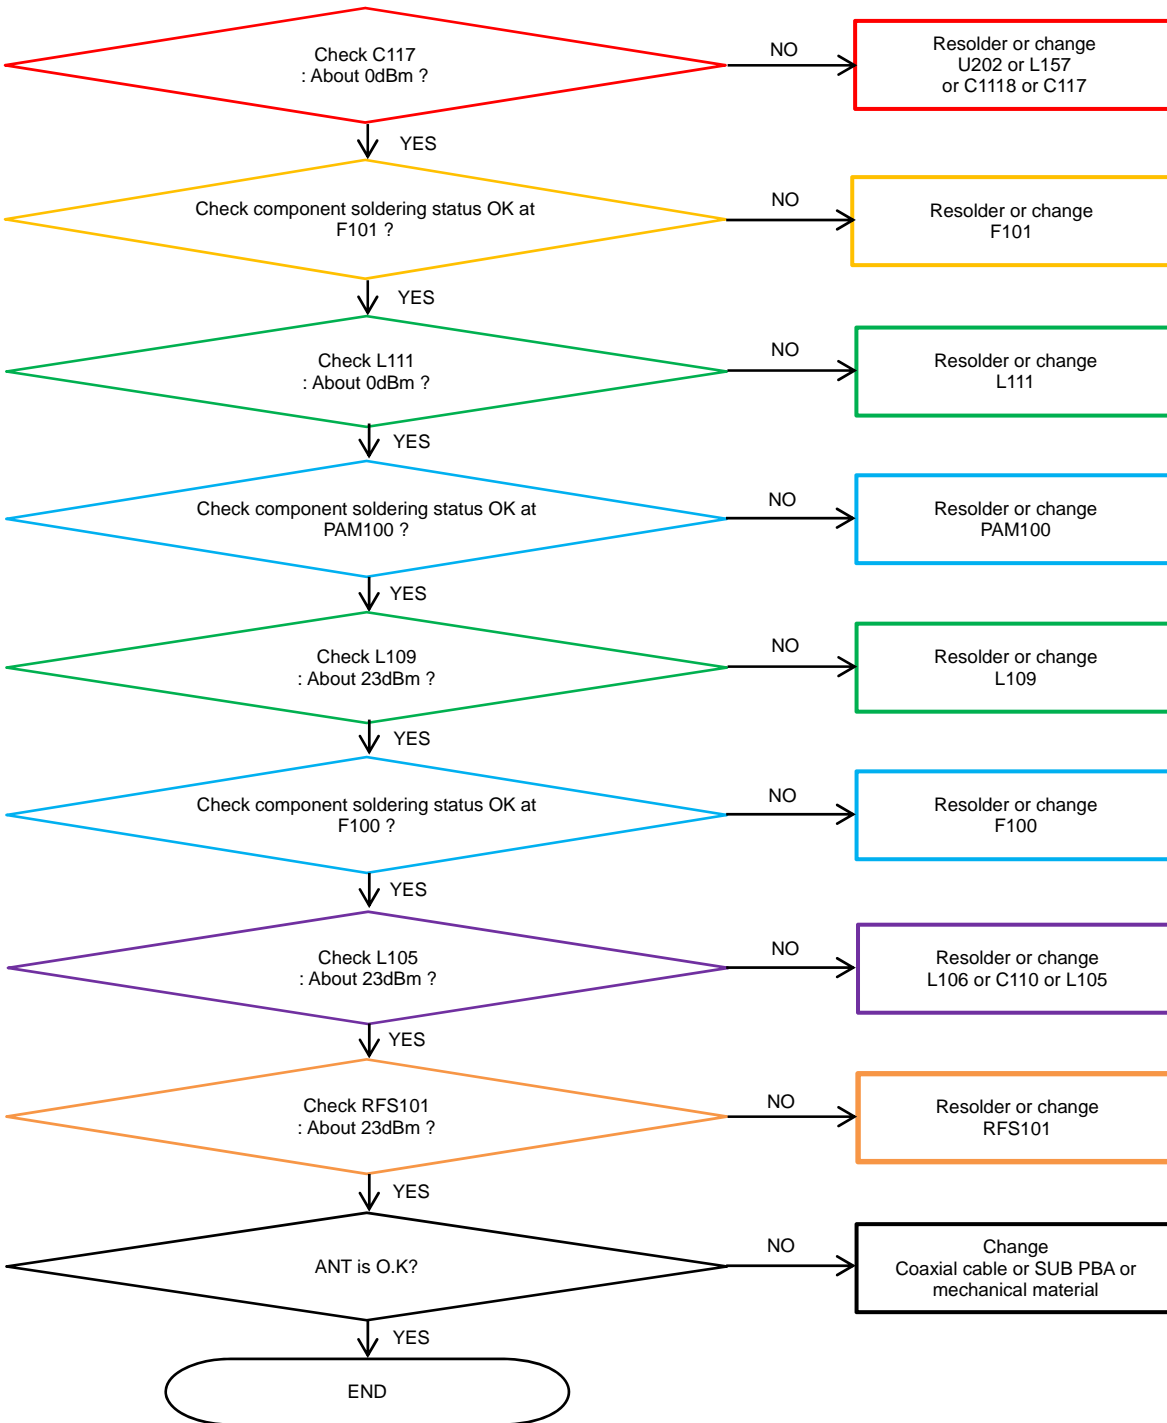 Check C117
: About 0dBm ?
NO
Resolder or change
U202 or L157
or C1118 or C117
YES
Check component soldering status OK at
F101 ?
NO
Resolder or change
F101
YES
Check L111
: About 0dBm ?
NO
Resolder or change
L111
YES
Check component soldering status OK at
PAM100 ?
NO
Resolder or change
PAM100
YES
Check L109
: About 23dBm ?
NO
Resolder or change
L109
YES
Check component soldering status OK at
F100 ?
NO
Resolder or change
F100
YES
Check L105
: About 23dBm ?
NO
Resolder or change
L106 or C110 or L105
YES
Check RFS101
: About 23dBm ?
NO
Resolder or change
RFS101
YES
ANT is O.K?
NO
Change
Coaxial cable or SUB PBA or
mechanical material
YES
END